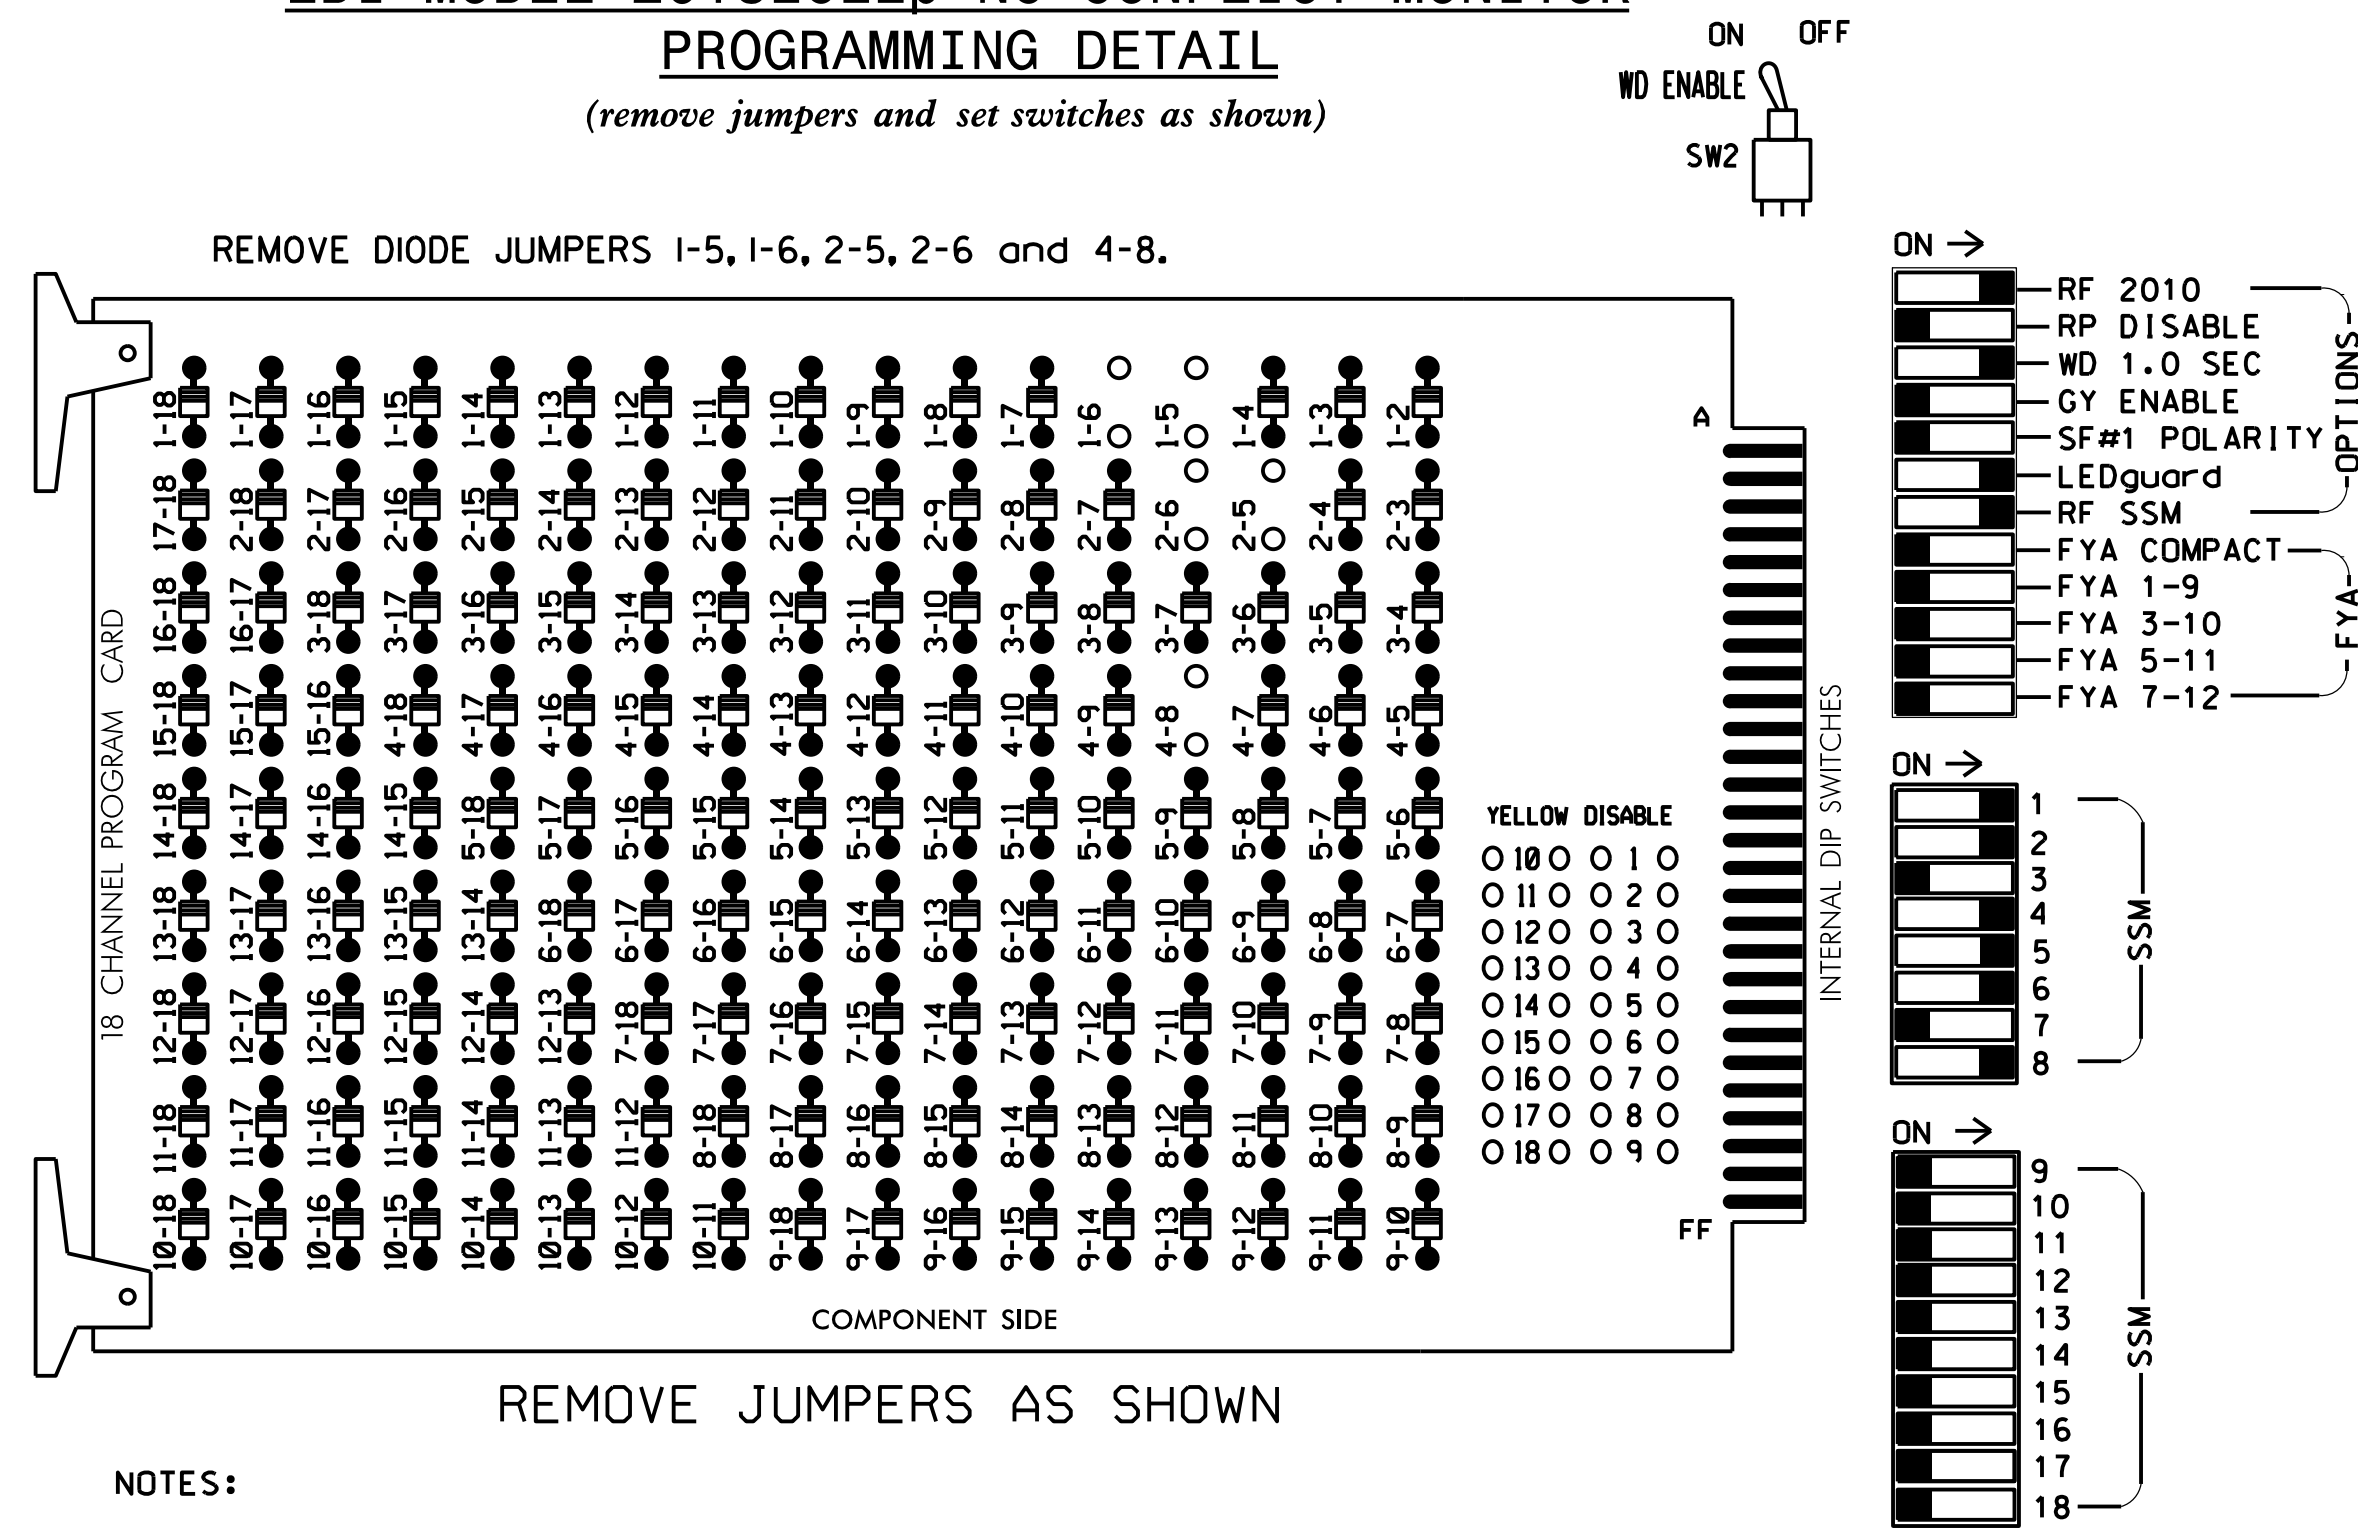 PROGRAMMING DETAIL
(remove jumpers and set switches as shown)
ON OFF
WD ENABLE
SW2
REMOVE DIODE JUMPERS 1-5, 1-6, 2-5, 2-6 and 4-8.
18 CHANNEL PROGRAM CARD
1-18 1-17 1-16 1-15 1-14 1-13 1-12 1-11 1-10 1-9 1-8 1-7 1-6 1-5 1-4 1-3 1-2
17-18 2-18 2-17 2-16 2-15 2-14 2-13 2-12 2-11 2-10 2-9 2-8 2-7 2-6 2-5 2-4 2-3
16-18 16-17 3-18 3-17 3-16 3-15 3-14 3-13 3-12 3-11 3-10 3-9 3-8 3-7 3-6 3-5 3-4
15-18 15-17 15-16 4-18 4-17 4-16 4-15 4-14 4-13 4-12 4-11 4-10 4-9 4-8 4-7 4-6 4-5
14-18 14-17 14-16 14-15 5-18 5-17 5-16 5-15 5-14 5-13 5-12 5-11 5-10 5-9 5-8 5-7 5-6
13-18 13-17 13-16 13-15 13-14 6-18 6-17 6-16 6-15 6-14 6-13 6-12 6-11 6-10 6-9 6-8 6-7
12-18 12-17 12-16 12-15 12-14 12-13 7-18 7-17 7-16 7-15 7-14 7-13 7-12 7-11 7-10 7-9 7-8
11-18 11-17 11-16 11-15 11-14 11-13 11-12 8-18 8-17 8-16 8-15 8-14 8-13 8-12 8-11 8-10 8-9
10-18 10-17 10-16 10-15 10-14 10-13 10-12 10-11 9-18 9-17 9-16 9-15 9-14 9-13 9-12 9-11 9-10
COMPONENT SIDE
YELLOW DISABLE
10 1
11 2
12 3
13 4
14 5
15 6
16 7
17 8
18 9
A
FF
INTERNAL DIP SWITCHES
ON →
RF 2010
RP DISABLE
WD 1.0 SEC
GY ENABLE
SF#1 POLARITY
LEDguard
RF SSM
OPTIONS
FYA COMPACT
FYA 1-9
FYA 3-10
FYA 5-11
FYA 7-12
FYA
ON →
1
2
3
4
5
6
7
8
SSM
ON →
9
10
11
12
13
14
15
16
17
18
SSM
REMOVE JUMPERS AS SHOWN
NOTES: